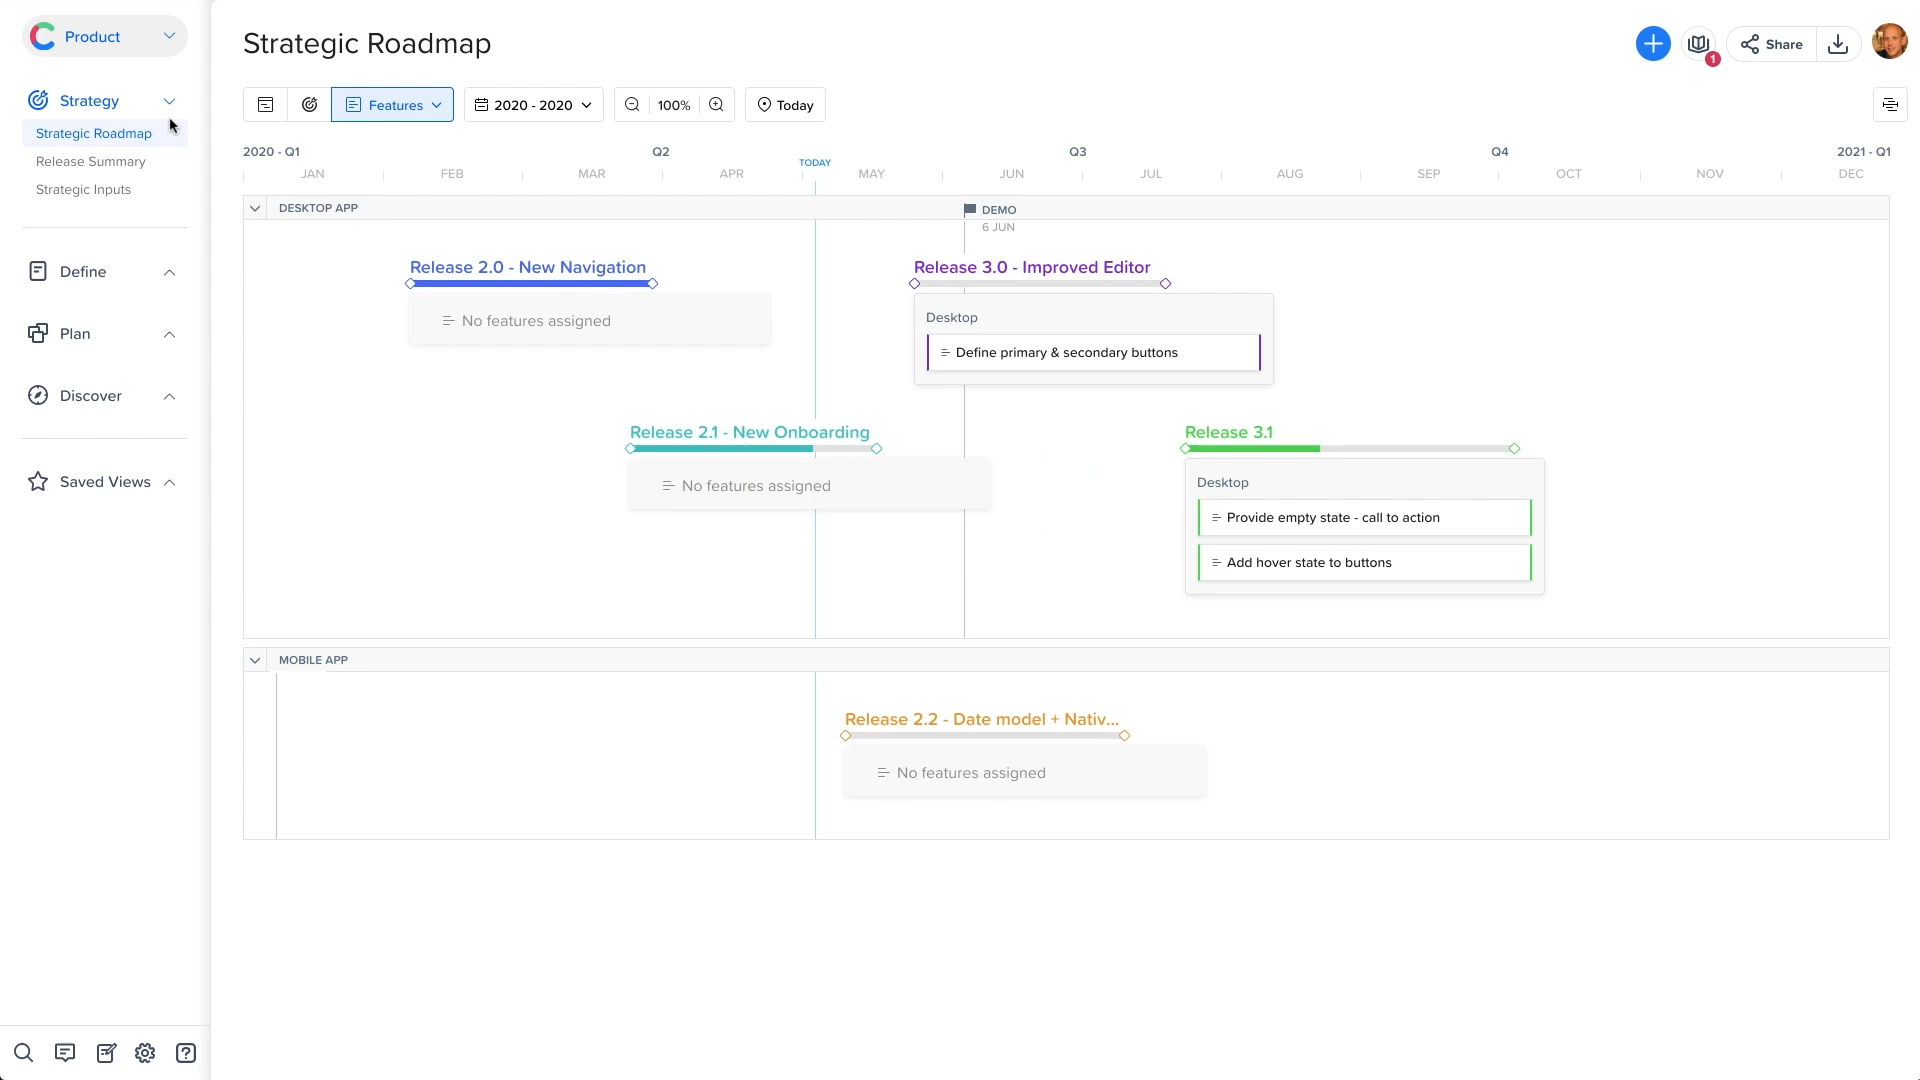 Product
Strategy
Strategic Roadmap
Release Summary
Strategic Inputs
Define
Plan
Discover
Saved Views
Strategic Roadmap
1
Share
Features
2020 - 2020
100%
Today
2020 - Q1
Q2
Q3
Q4
2021 - Q1
TODAY
JAN
FEB
MAR
APR
MAY
JUN
JUL
AUG
SEP
OCT
NOV
DEC
DESKTOP APP
DEMO
6 JUN
Release 2.0 - New Navigation
No features assigned
Release 3.0 - Improved Editor
Desktop
Define primary & secondary buttons
Release 2.1 - New Onboarding
No features assigned
Release 3.1
Desktop
Provide empty state - call to action
Add hover state to buttons
MOBILE APP
Release 2.2 - Date model + Nativ...
No features assigned